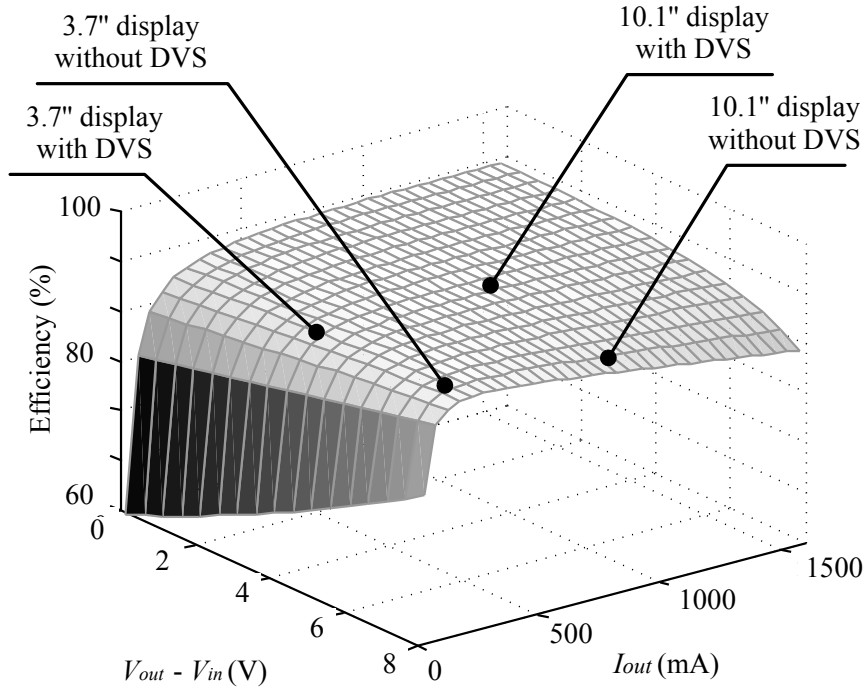 3.7" display
without DVS
10.1" display
with DVS
3.7" display
with DVS
10.1" display
without DVS
100
80
60
Efficiency (%)
0
2
4
6
8
Vout - Vin (V)
0
500
1000
1500
Iout (mA)